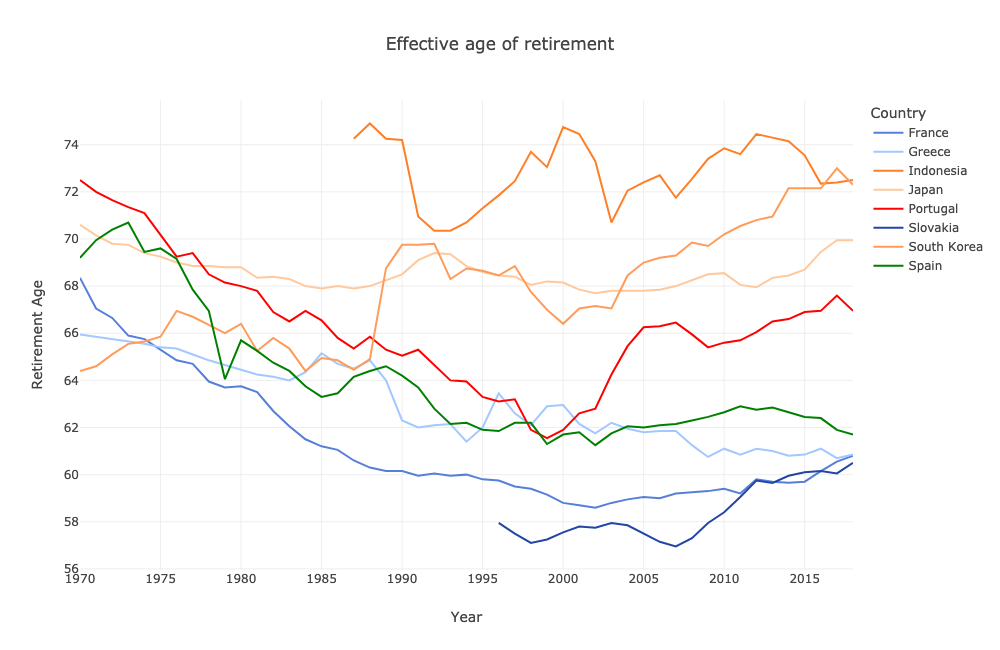 Effective age of retirement
Country
France
Greece
Indonesia
Japan
Portugal
Slovakia
South Korea
Spain
Retirement Age
74
72
70
68
66
64
62
60
58
56
1970 1975 1980 1985 1990 1995 2000 2005 2010 2015
Year